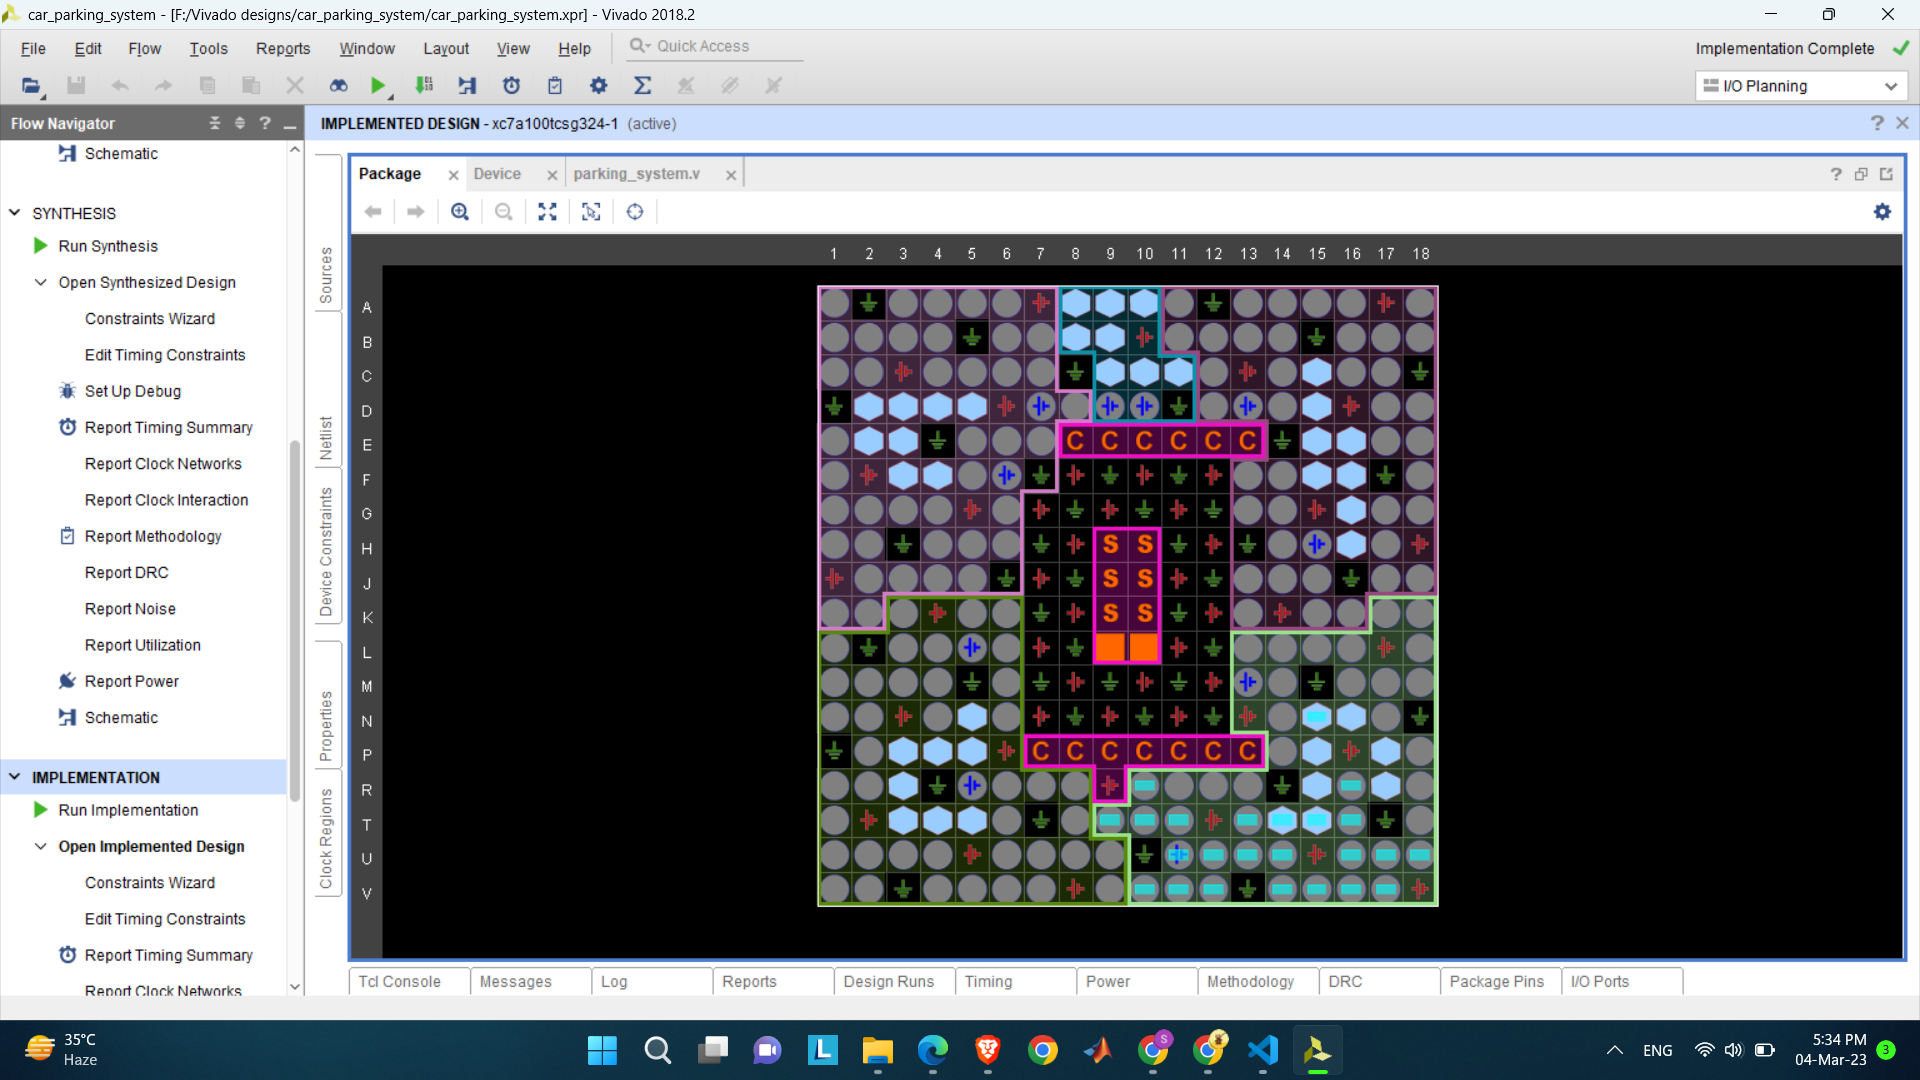 car_parking_system - [F:/Vivado designs/car_parking_system/car_parking_system.xpr] - Vivado 2018.2
File Edit Flow Tools Reports Window Layout View Help Quick Access
Implementation Complete
I/O Planning
Flow Navigator
IMPLEMENTED DESIGN - xc7a100tcsg324-1 (active)
Schematic
SYNTHESIS
Run Synthesis
Open Synthesized Design
Constraints Wizard
Edit Timing Constraints
Set Up Debug
Report Timing Summary
Report Clock Networks
Report Clock Interaction
Report Methodology
Report DRC
Report Noise
Report Utilization
Report Power
Schematic
IMPLEMENTATION
Run Implementation
Open Implemented Design
Constraints Wizard
Edit Timing Constraints
Report Timing Summary
Report Clock Networks
Sources
Netlist
Device Constraints
Properties
Clock Regions
Package Device parking_system.v
1 2 3 4 5 6 7 8 9 10 11 12 13 14 15 16 17 18
A
B
C
D
E C C C C C C
F
G
H S S
J S S
K S S
L
M
N
P C C C C C C C
R
T
U
V
Tcl Console Messages Log Reports Design Runs Timing Power Methodology DRC Package Pins I/O Ports
35°C
Haze
ENG
5:34 PM
04-Mar-23
3